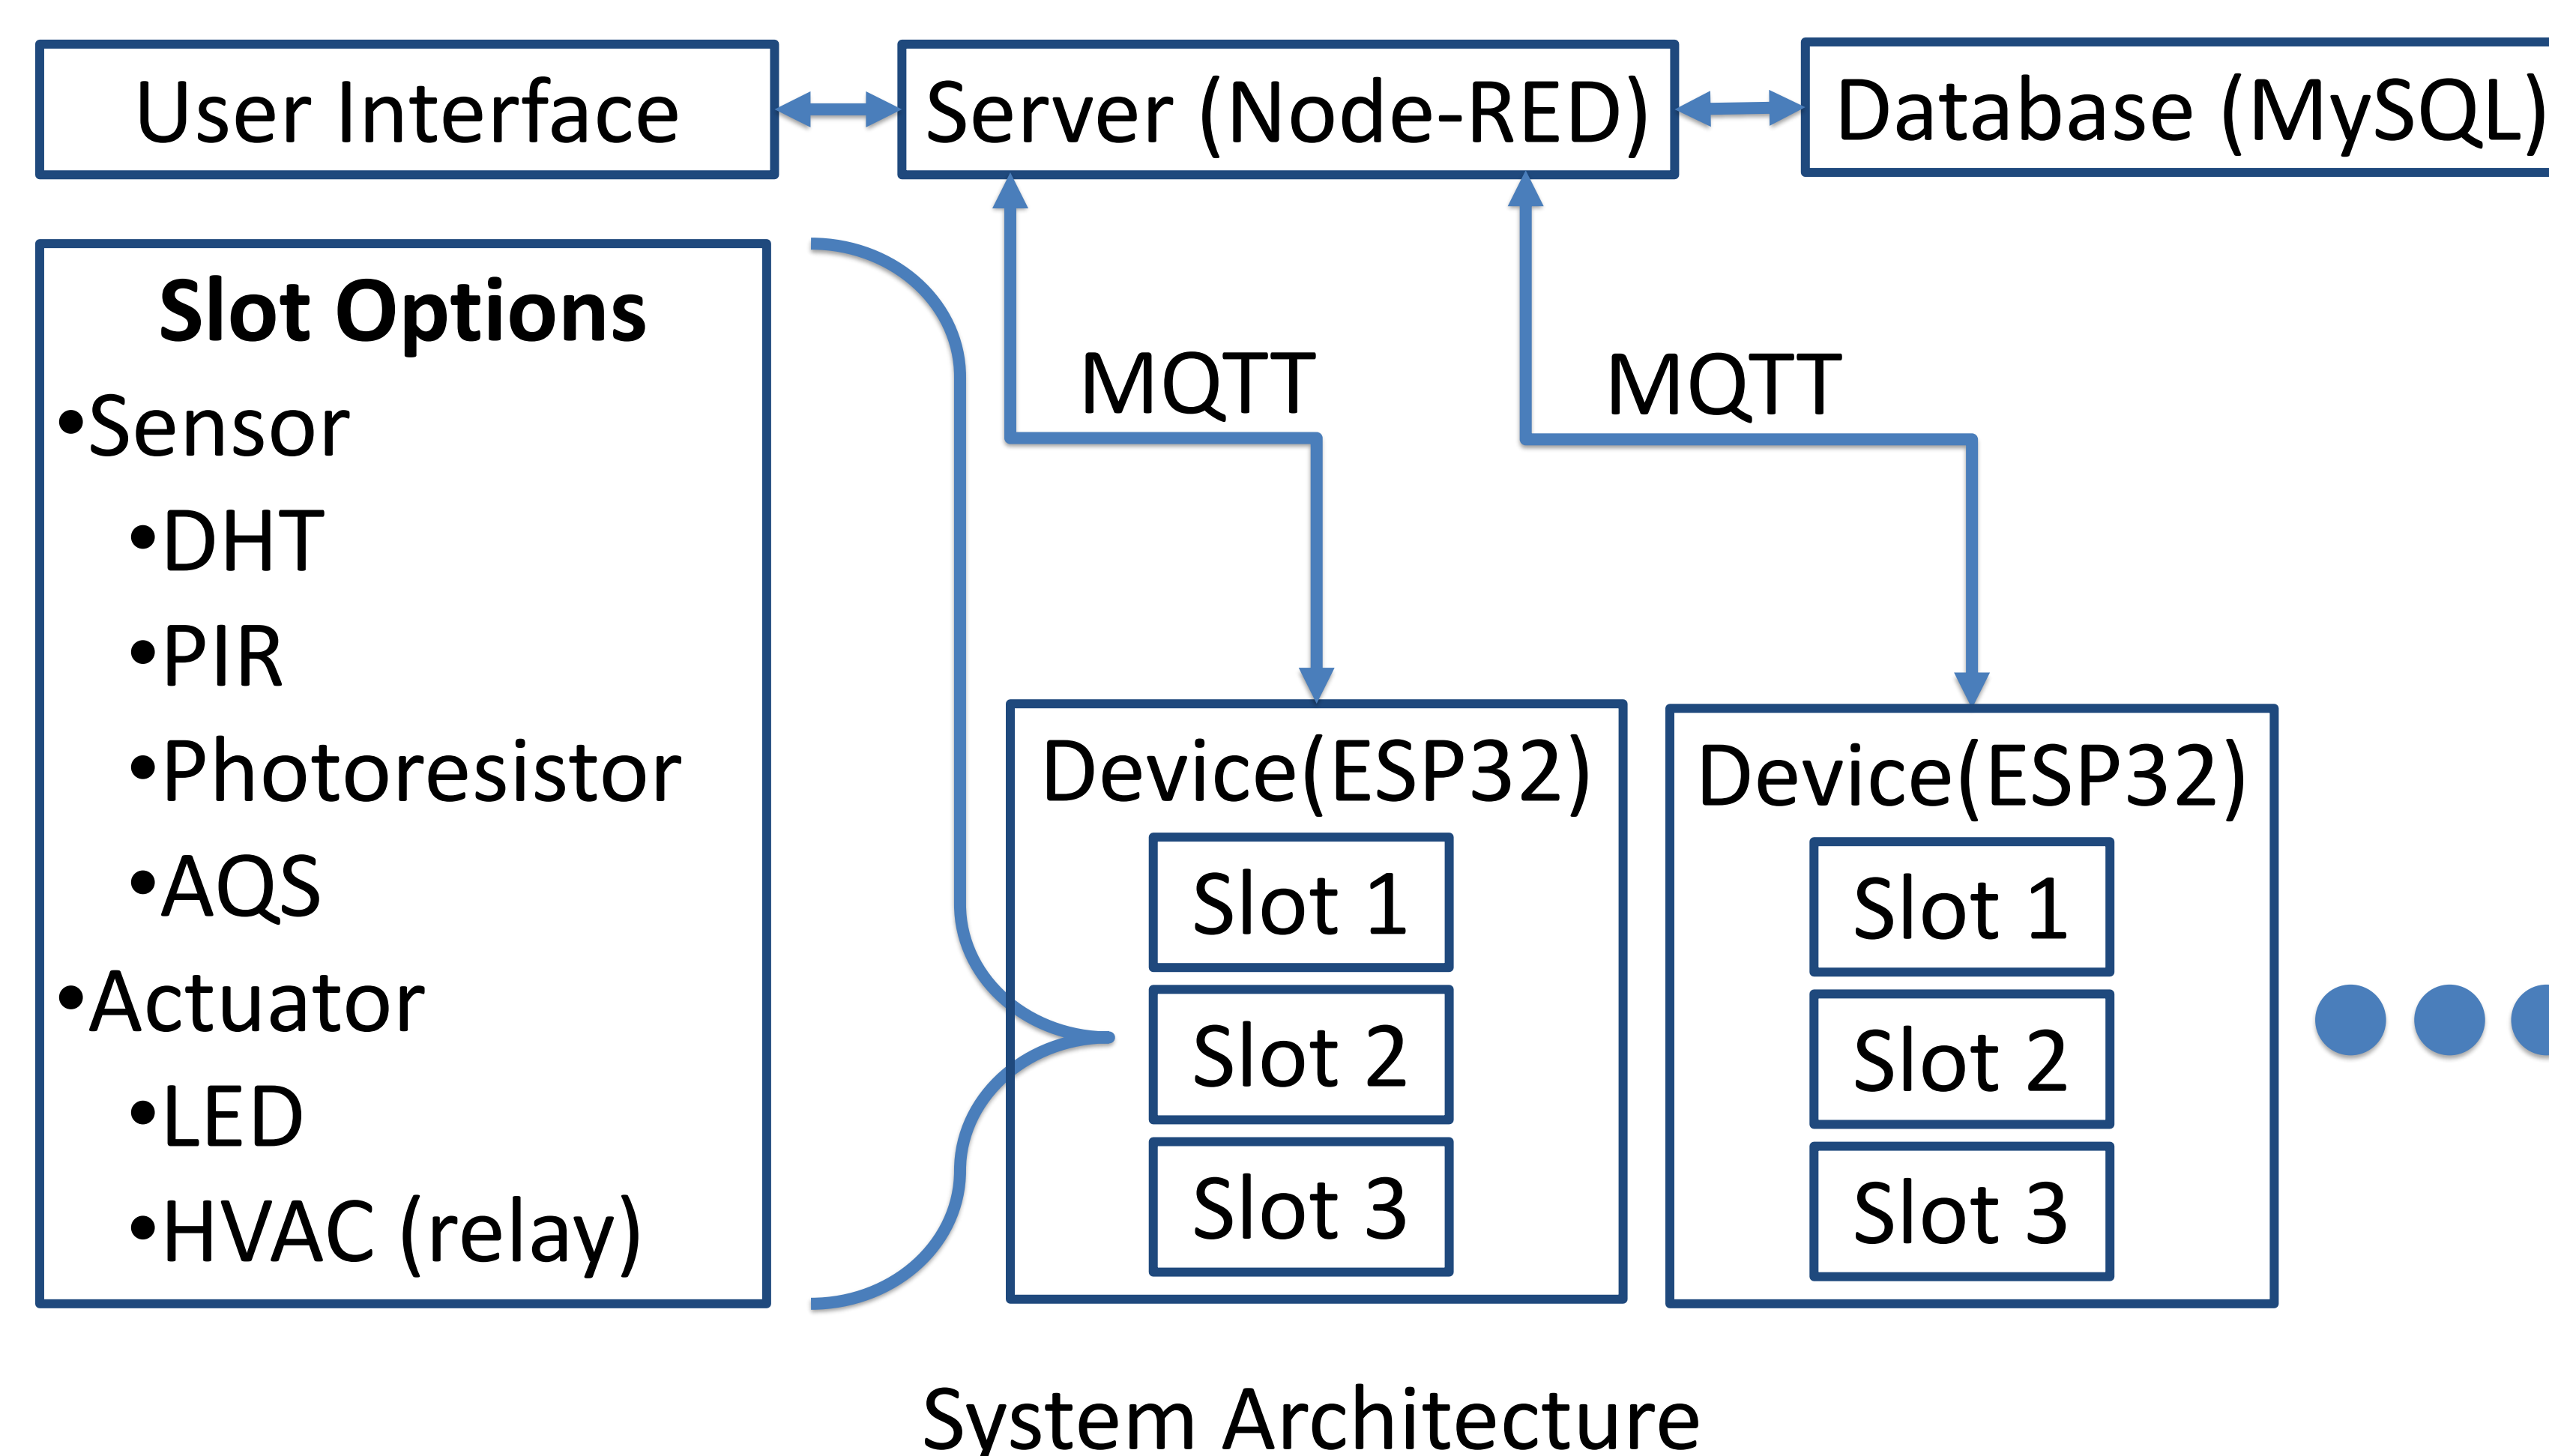 User Interface
Server (Node-RED)
Database (MySQL)
Slot Options
•Sensor
•DHT
•PIR
•Photoresistor
•AQS
•Actuator
•LED
•HVAC (relay)
MQTT
MQTT
Device(ESP32)
Slot 1
Slot 2
Slot 3
Device(ESP32)
Slot 1
Slot 2
Slot 3
System Architecture